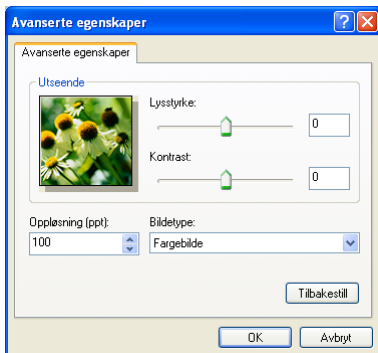 Avanserte egenskaper
Avanserte egenskaper
Utseende
Lysstyrke:
0
Kontrast:
0
Oppløsning (ppt): Bildetype:
100 Fargebilde
Tilbakestill
OK Avbryt